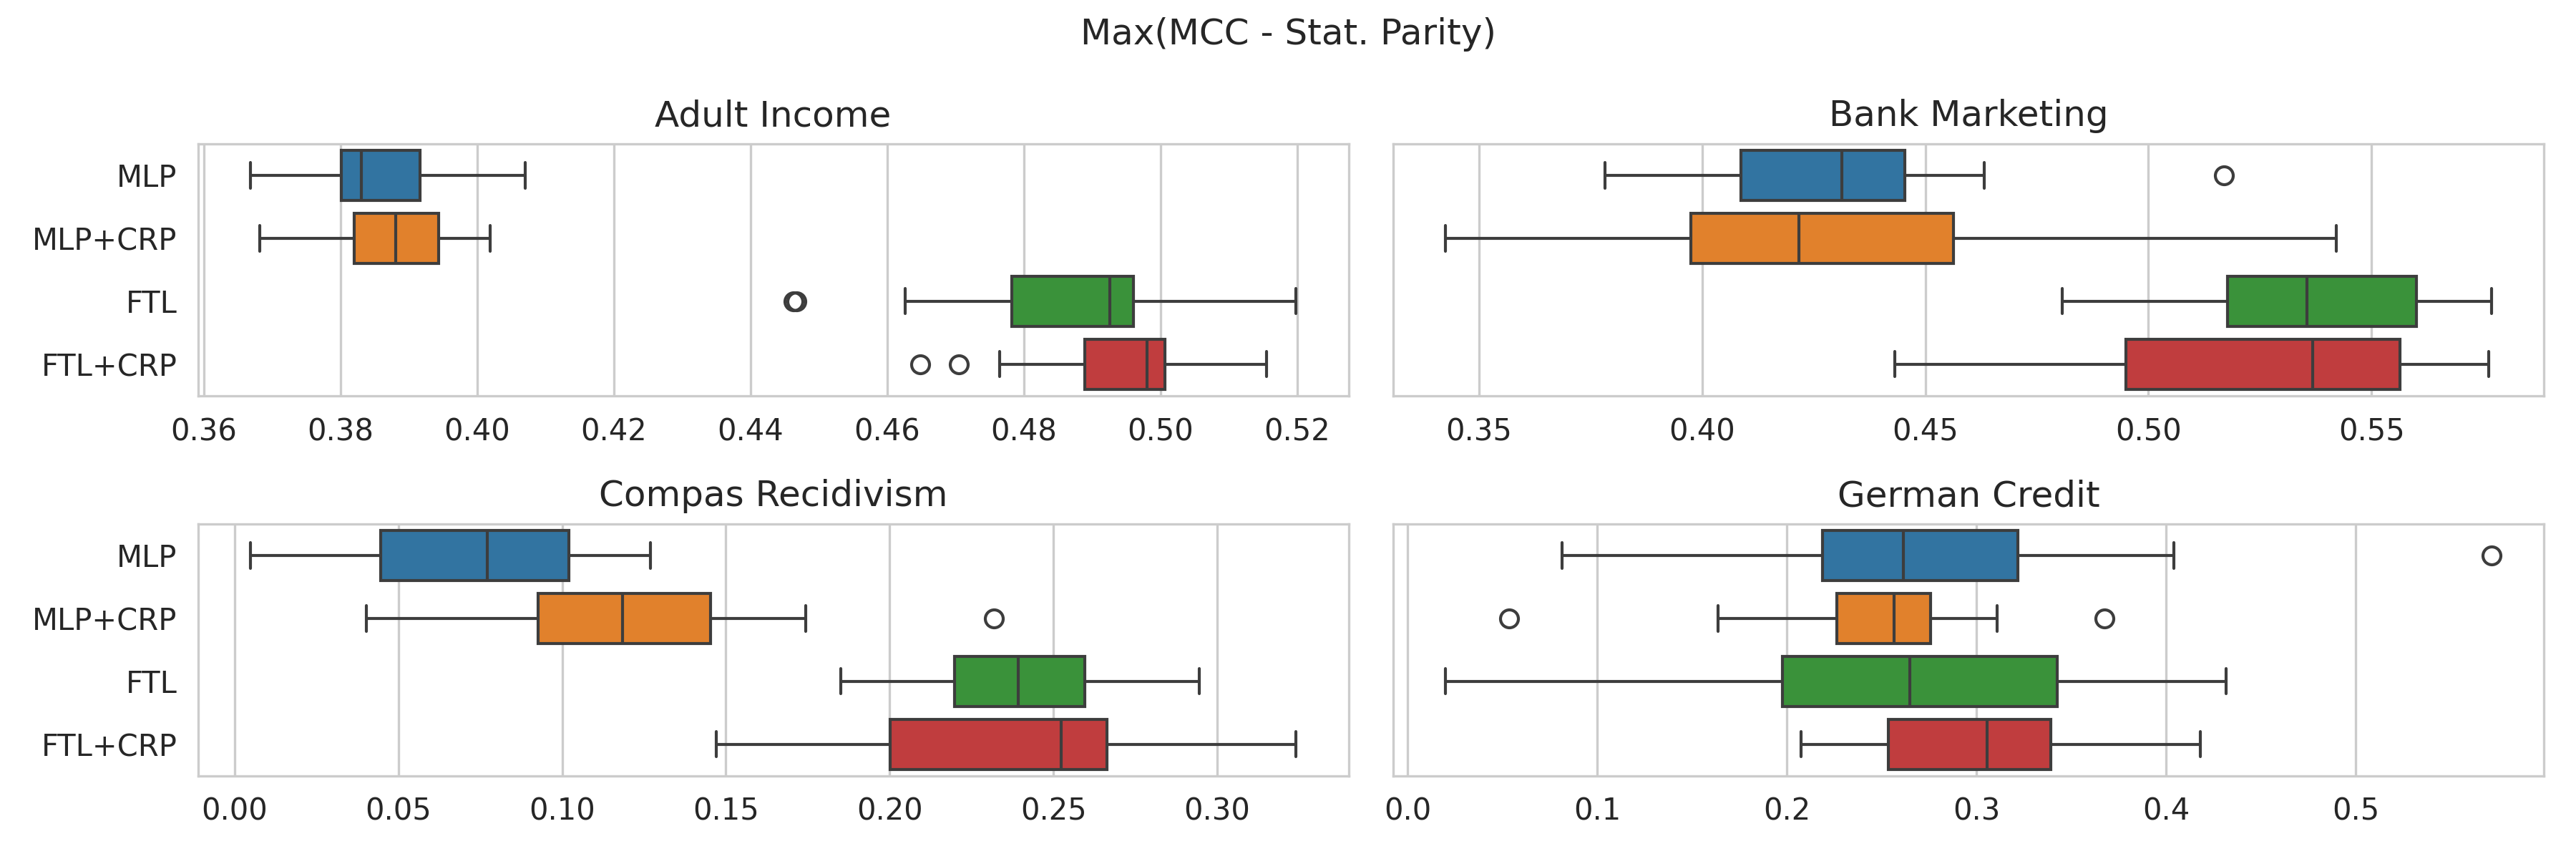 Max(MCC - Stat. Parity)
Adult Income
MLP
MLP+CRP
FTL
FTL+CRP
0.36 0.38 0.40 0.42 0.44 0.46 0.48 0.50 0.52
Bank Marketing
0.35 0.40 0.45 0.50 0.55
Compas Recidivism
MLP
MLP+CRP
FTL
FTL+CRP
0.00 0.05 0.10 0.15 0.20 0.25 0.30
German Credit
0.0 0.1 0.2 0.3 0.4 0.5